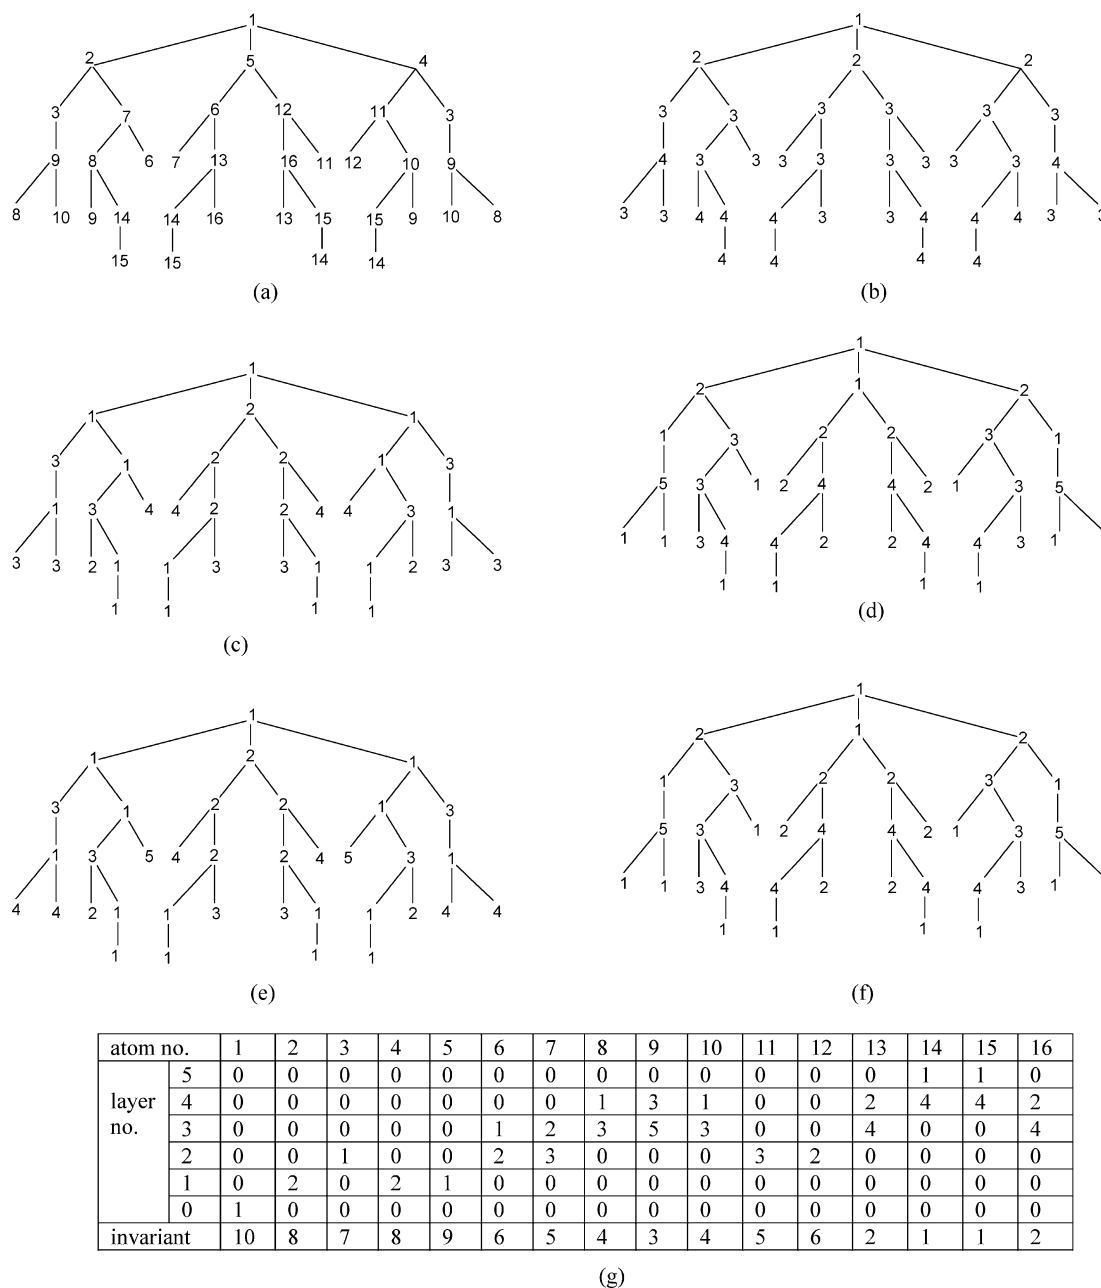 1
2 5 4
3 7 6 12 11 3
9 8 6 7 13 16 11 12 10 9
8 10 9 14 14 16 13 15 15 9 10 8
15 15 14 14
(a)
1
2 2 2
3 3 3 3 3 3
4 3 3 3 3 3 3 3 3 4
3 3 4 4 4 3 3 4 4 4 3 3
4 4 4 4
(b)
1
1 2 1
3 1 2 2 1 3
1 3 4 4 2 2 4 4 3 1
3 3 2 1 1 3 3 1 1 2 3 3
1 1 1 1
(c)
1
2 1 2
1 3 2 2 3 1
5 3 1 2 4 4 2 1 3 5
1 1 3 4 4 2 2 4 4 3 1
1 1 1 1
(d)
1
1 2 1
3 1 2 2 1 3
1 3 5 4 2 2 4 5 3 1
4 4 2 1 1 3 3 1 1 2 4 4
1 1 1 1
(e)
1
2 1 2
1 3 2 2 3 1
5 3 1 2 4 4 2 1 3 5
1 1 3 4 4 2 2 4 4 3 1
1 1 1 1
(f)
atom no. 1 2 3 4 5 6 7 8 9 10 11 12 13 14 15 16
5 0 0 0 0 0 0 0 0 0 0 0 0 0 1 1 0
layer 4 0 0 0 0 0 0 0 1 3 1 0 0 2 4 4 2
no. 3 0 0 0 0 0 1 2 3 5 3 0 0 4 0 0 4
2 0 0 1 0 0 2 3 0 0 0 3 2 0 0 0 0
1 0 2 0 2 1 0 0 0 0 0 0 0 0 0 0 0
0 1 0 0 0 0 0 0 0 0 0 0 0 0 0 0 0
invariant 10 8 7 8 9 6 5 4 3 4 5 6 2 1 1 2
(g)